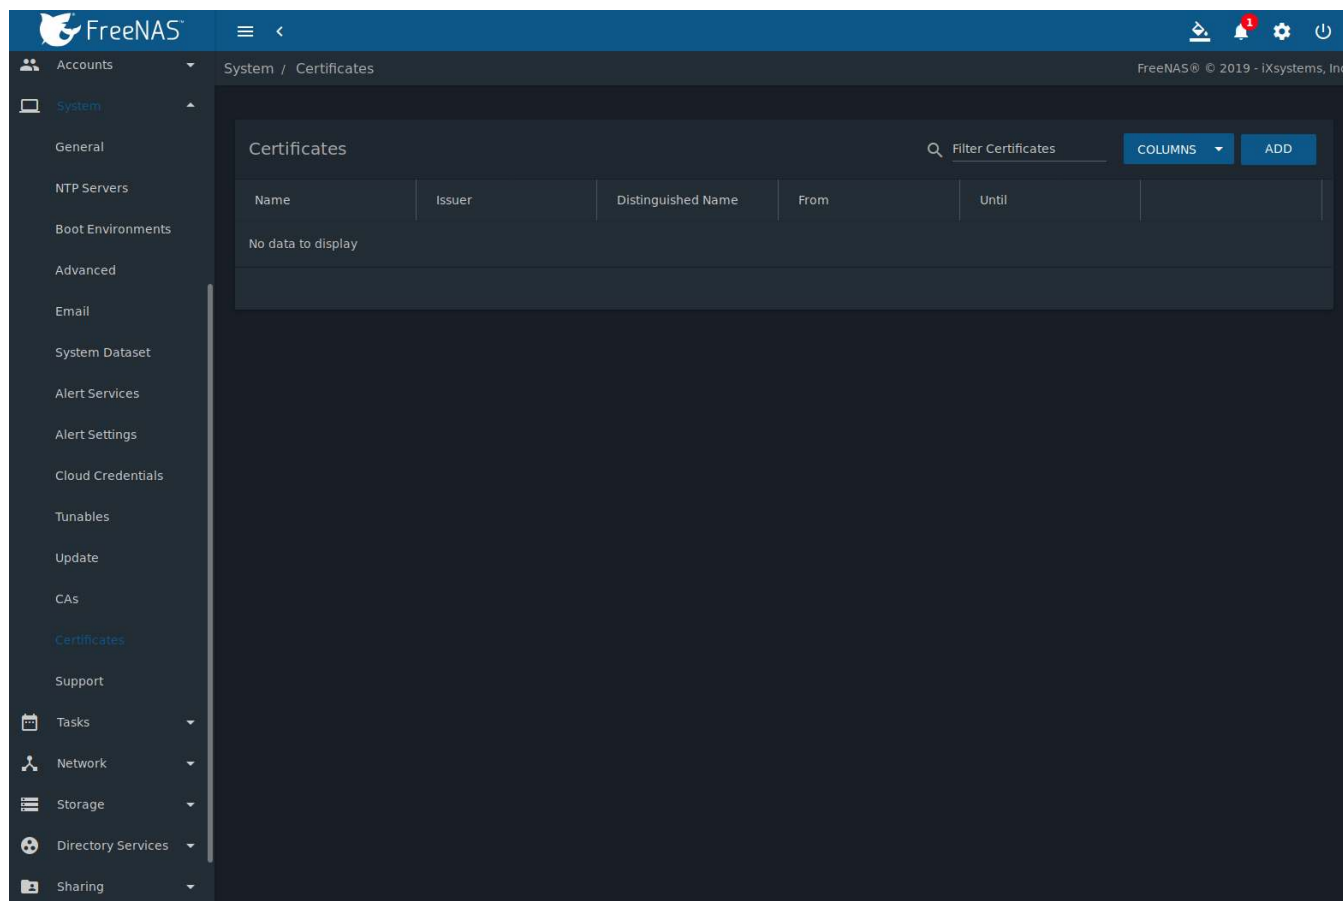 FreeNAS®
1
Accounts
System / Certificates
FreeNAS® © 2019 - iXsystems, Inc
System
General
Certificates
Filter Certificates
COLUMNS
ADD
NTP Servers
Name
Issuer
Distinguished Name
From
Until
Boot Environments
No data to display
Advanced
Email
System Dataset
Alert Services
Alert Settings
Cloud Credentials
Tunables
Update
CAs
Certificates
Support
Tasks
Network
Storage
Directory Services
Sharing